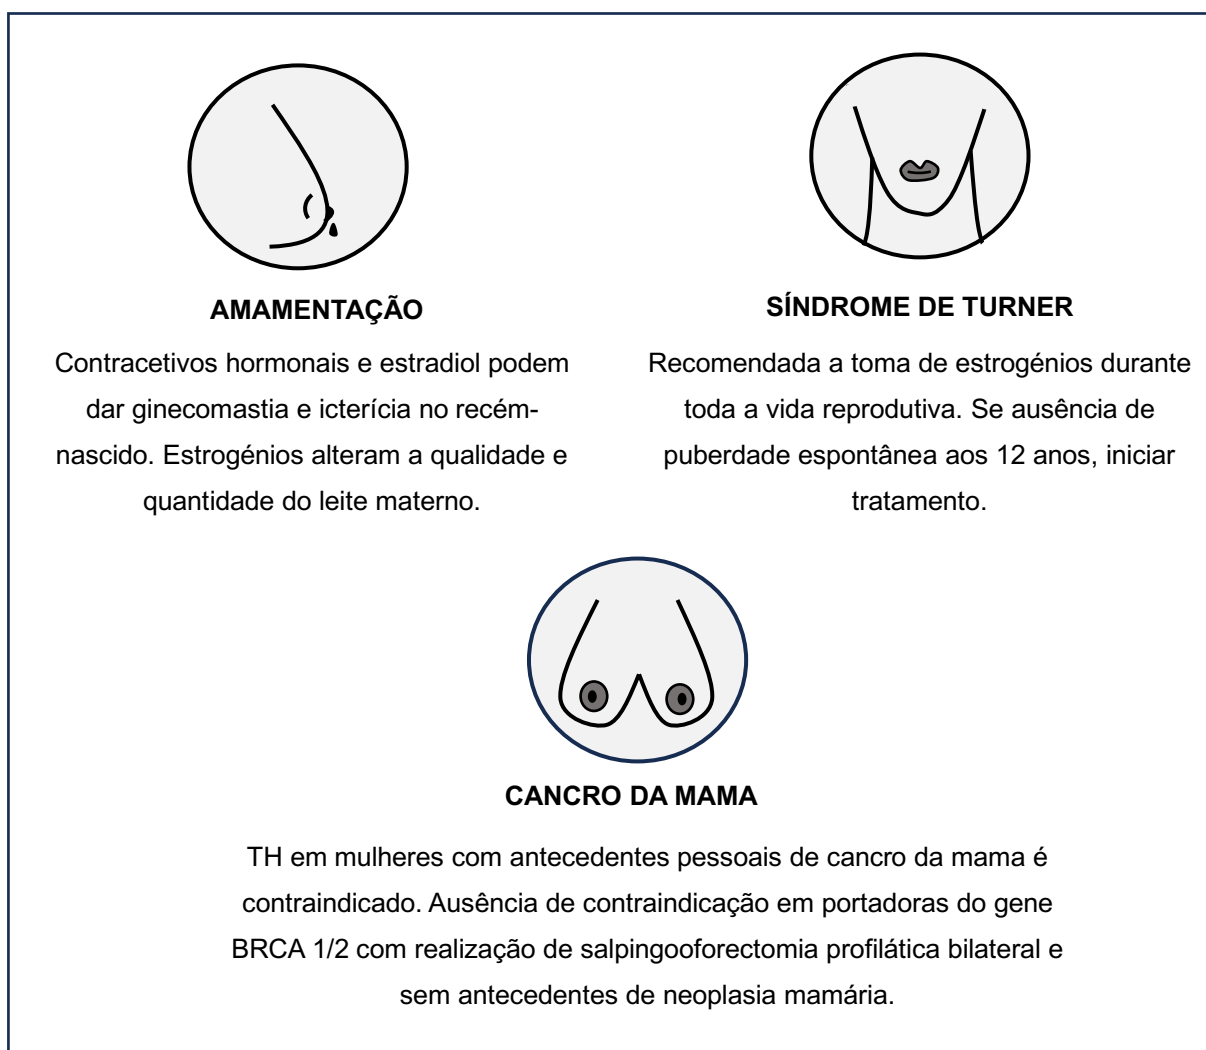 AMAMENTAÇÃO
Contracetivos hormonais e estradiol podem
dar ginecomastia e icterícia no recém-
nascido. Estrogénios alteram a qualidade e
quantidade do leite materno.
SÍNDROME DE TURNER
Recomendada a toma de estrogénios durante
toda a vida reprodutiva. Se ausência de
puberdade espontânea aos 12 anos, iniciar
tratamento.
CANCRO DA MAMA
TH em mulheres com antecedentes pessoais de cancro da mama é
contraindicado. Ausência de contraindicação em portadoras do gene
BRCA 1/2 com realização de salpingooforectomia profilática bilateral e
sem antecedentes de neoplasia mamária.